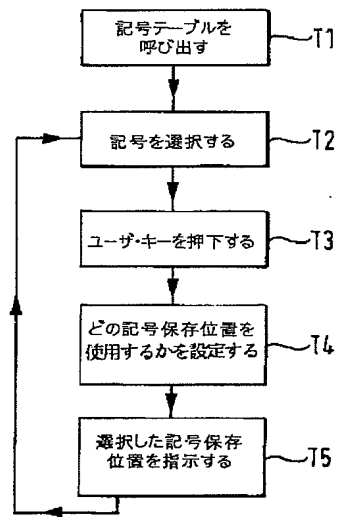 記号テーブルを
呼び出す
T1
記号を選択する
T2
ユーザ・キーを押下する
T3
どの記号保存位置を
使用するかを設定する
T4
選択した記号保存
位置を指示する
T5